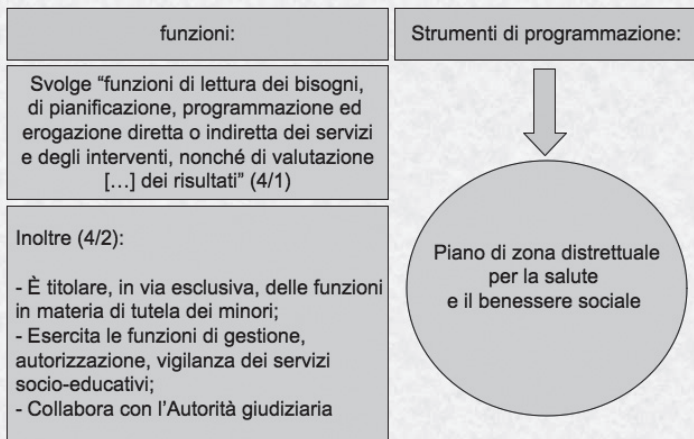 funzioni:
Svolge “funzioni di lettura dei bisogni,
di pianificazione, programmazione ed
erogazione diretta o indiretta dei servizi
e degli interventi, nonché di valutazione
[…] dei risultati” (4/1)
Inoltre (4/2):
- È titolare, in via esclusiva, delle funzioni
in materia di tutela dei minori;
- Esercita le funzioni di gestione,
autorizzazione, vigilanza dei servizi
socio-educativi;
- Collabora con l’Autorità giudiziaria
Strumenti di programmazione:
Piano di zona distrettuale
per la salute
e il benessere sociale